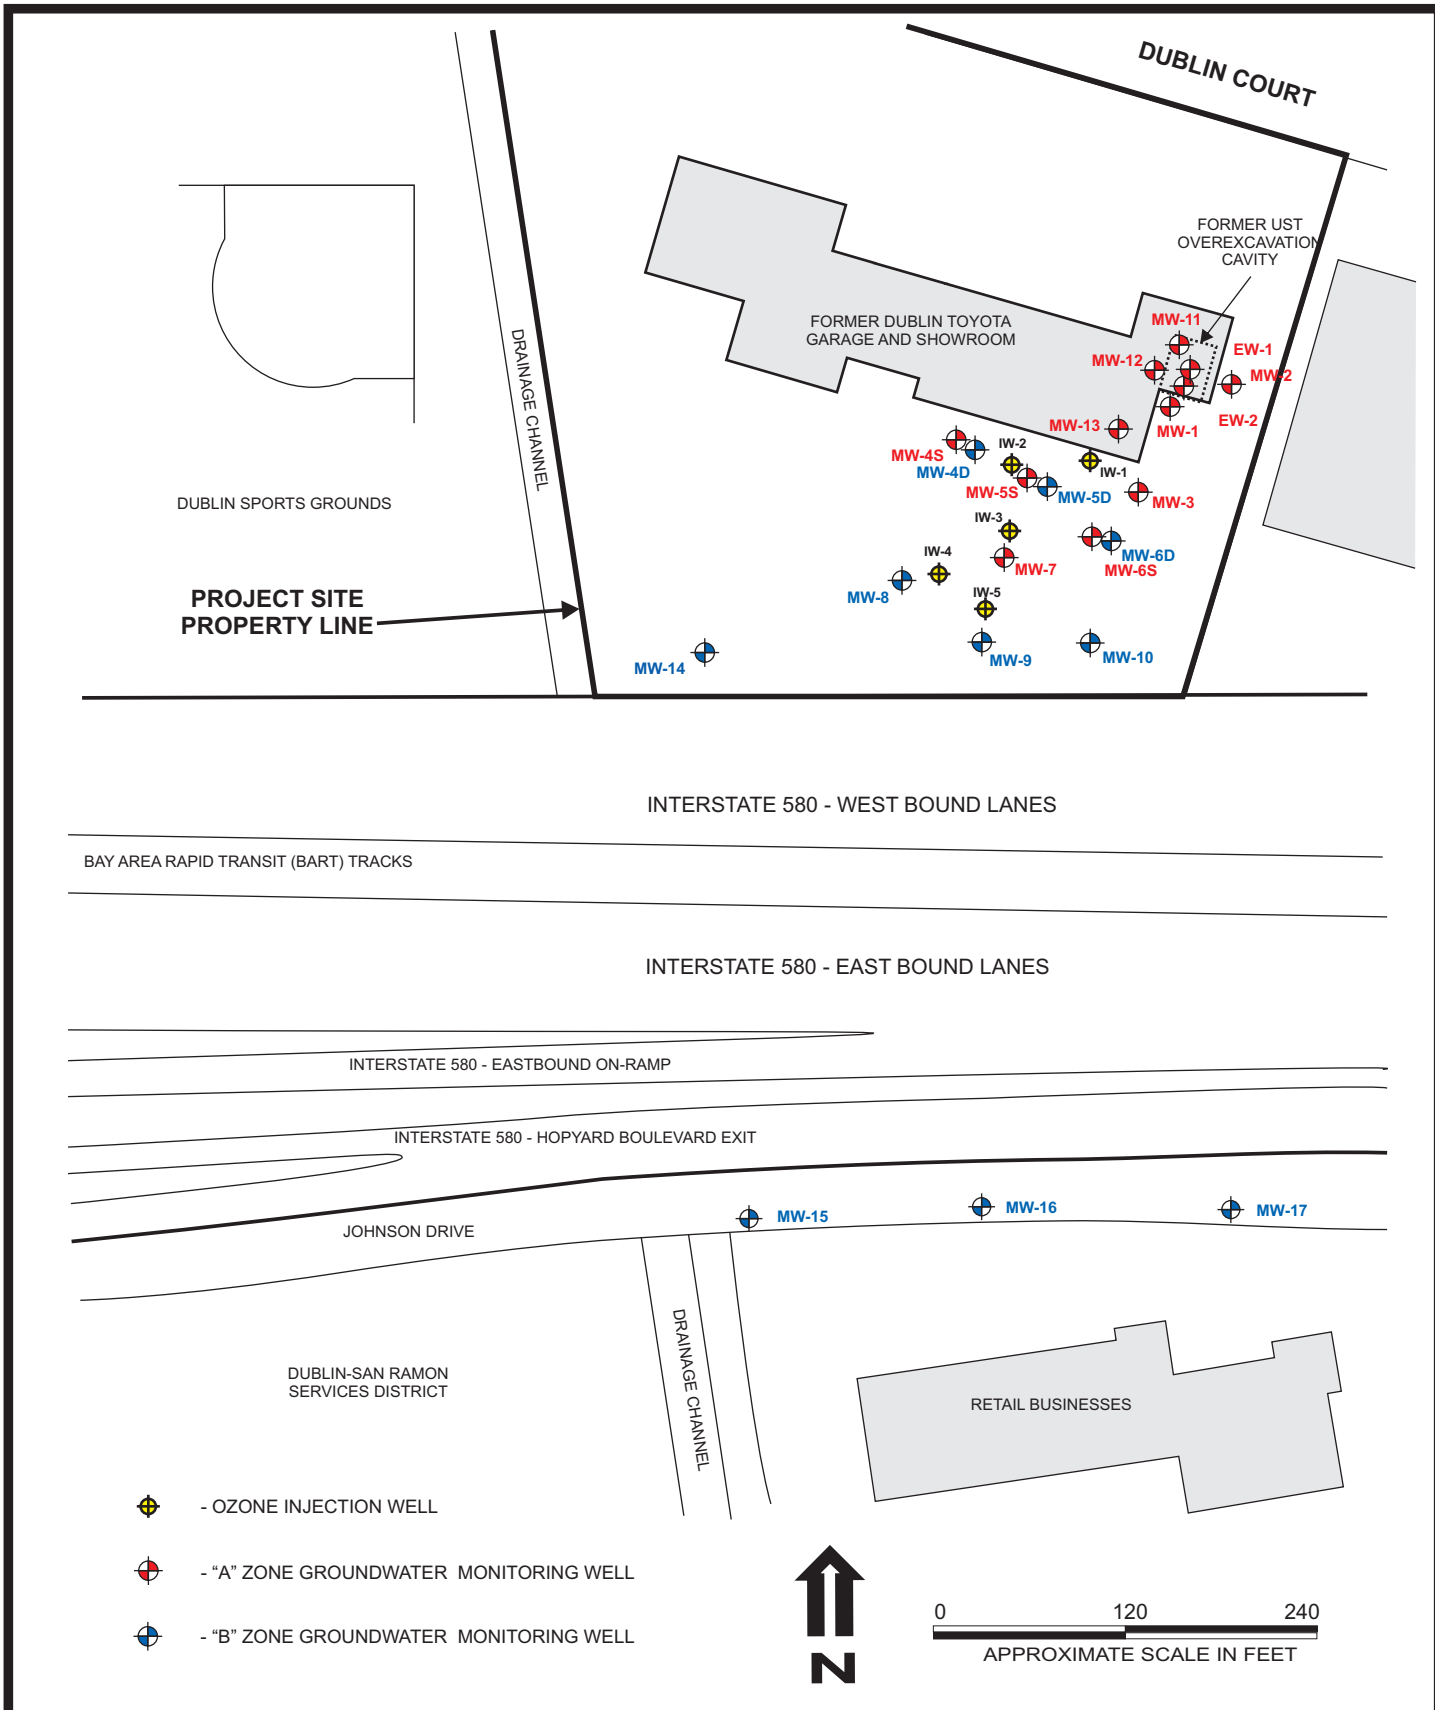 DUBLIN COURT
FORMER UST
OVEREXCAVATION
CAVITY
MW-11
FORMER DUBLIN TOYOTA
GARAGE AND SHOWROOM
EW-1
MW-12
MW-2
EW-2
MW-13
MW-1
DRAINAGE CHANNEL
MW-4S
IW-2
MW-4D
IW-1
MW-5S
MW-5D
MW-3
DUBLIN SPORTS GROUNDS
IW-3
IW-4
MW-6D
MW-7
MW-6S
PROJECT SITE
PROPERTY LINE
MW-8
IW-5
MW-14
MW-9
MW-10
INTERSTATE 580 - WEST BOUND LANES
BAY AREA RAPID TRANSIT (BART) TRACKS
INTERSTATE 580 - EAST BOUND LANES
INTERSTATE 580 - EASTBOUND ON-RAMP
INTERSTATE 580 - HOPYARD BOULEVARD EXIT
MW-15
MW-16
MW-17
JOHNSON DRIVE
DRAINAGE CHANNEL
DUBLIN-SAN RAMON
SERVICES DISTRICT
RETAIL BUSINESSES
- OZONE INJECTION WELL
- “A” ZONE GROUNDWATER MONITORING WELL
- “B” ZONE GROUNDWATER MONITORING WELL
N
0 120 240
APPROXIMATE SCALE IN FEET